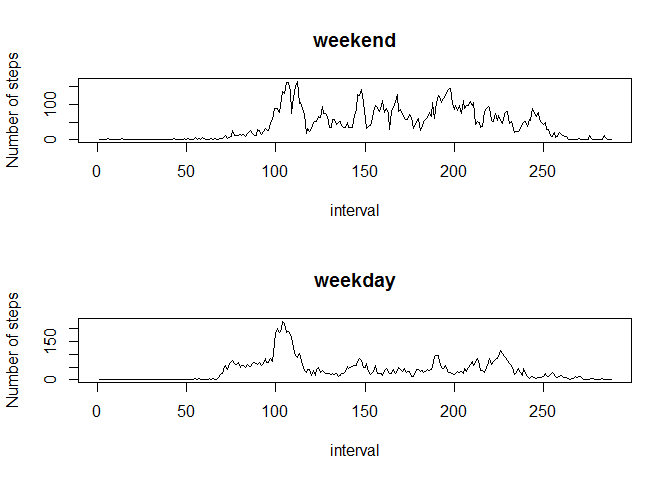 weekend
Number of steps
100
0
0 50 100 150 200 250
interval
weekday
Number of steps
150
0
0 50 100 150 200 250
interval